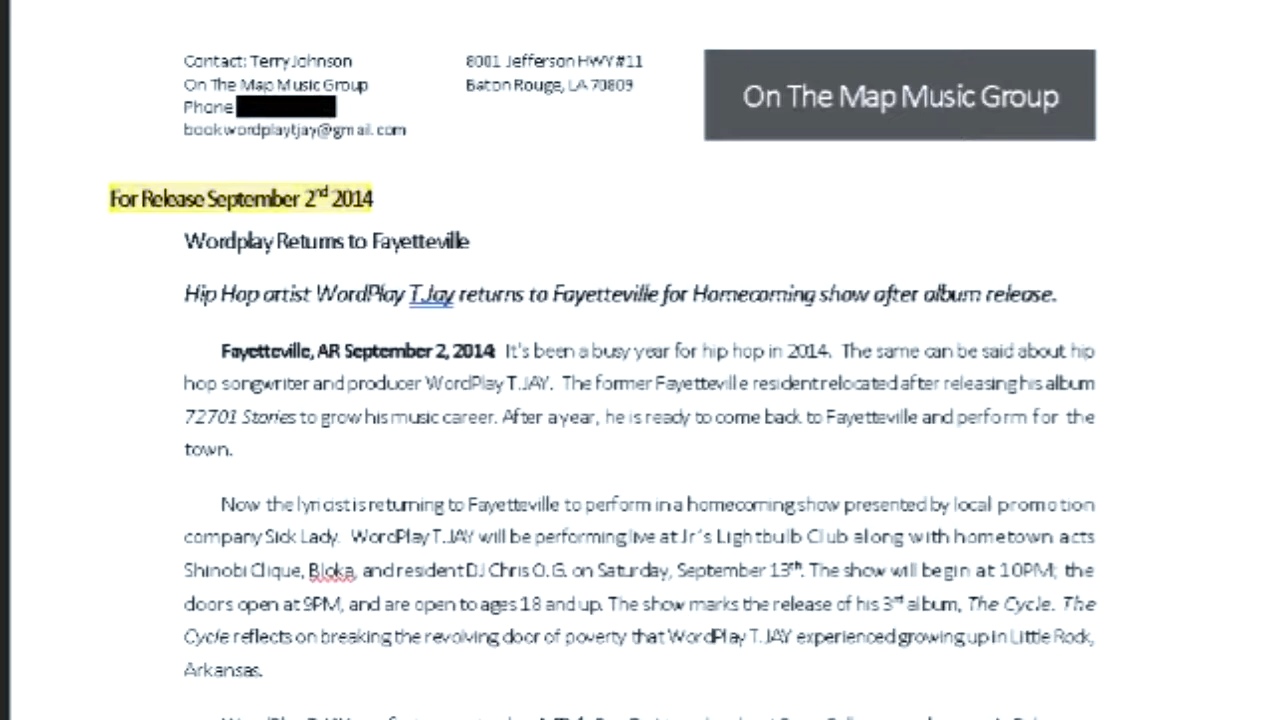 Contact: Terry Johnson
On The Map Music Group
Phone
bookwordplaytjay@gmail.com
8001 Jefferson HWY #11
Baton Rouge, LA 70809
On The Map Music Group
For Release September 2nd 2014
Wordplay Returns to Fayetteville
Hip Hop artist WordPlay T.Jay returns to Fayetteville for Homecoming show after album release.
Fayetteville, AR September 2, 2014: It's been a busy year for hip hop in 2014. The same can be said about hip
hop songwriter and producer WordPlay T.JAY. The former Fayetteville resident relocated after releasing his album
72701 Stories to grow his music career. After a year, he is ready to come back to Fayetteville and perform for the
town.
Now the lyricist is returning to Fayetteville to perform in a homecoming show presented by local promotion
company Sick Lady. WordPlay T.JAY will be performing live at Jr's Lightbulb Club along with hometown acts
Shinobi Clique, Bloka, and resident DJ Chris O.G. on Saturday, September 13th. The show will begin at 10PM; the
doors open at 9PM, and are open to ages 18 and up. The show marks the release of his 3rd album, The Cycle. The
Cycle reflects on breaking the revolving door of poverty that WordPlay T.JAY experienced growing up in Little Rock,
Arkansas.